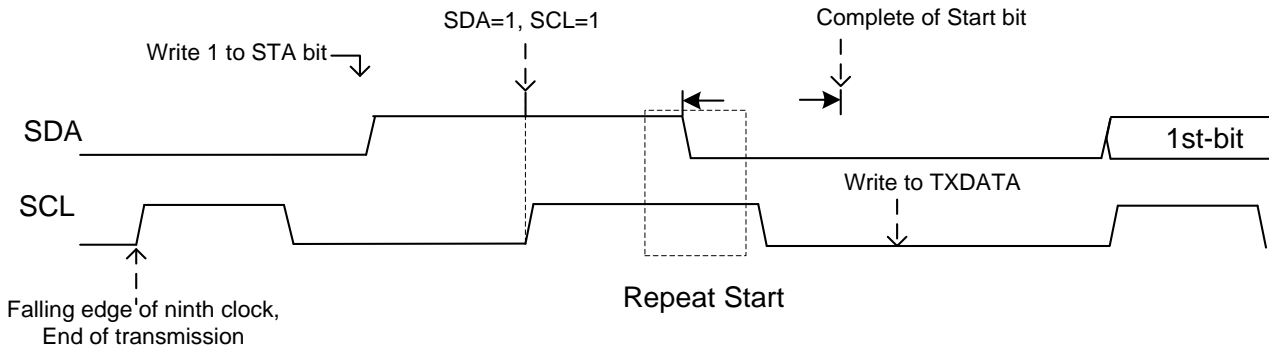 Complete of Start bit
SDA=1, SCL=1
Write 1 to STA bit
SDA
1st-bit
Write to TXDATA
SCL
Repeat Start
Falling edge of ninth clock,
End of transmission